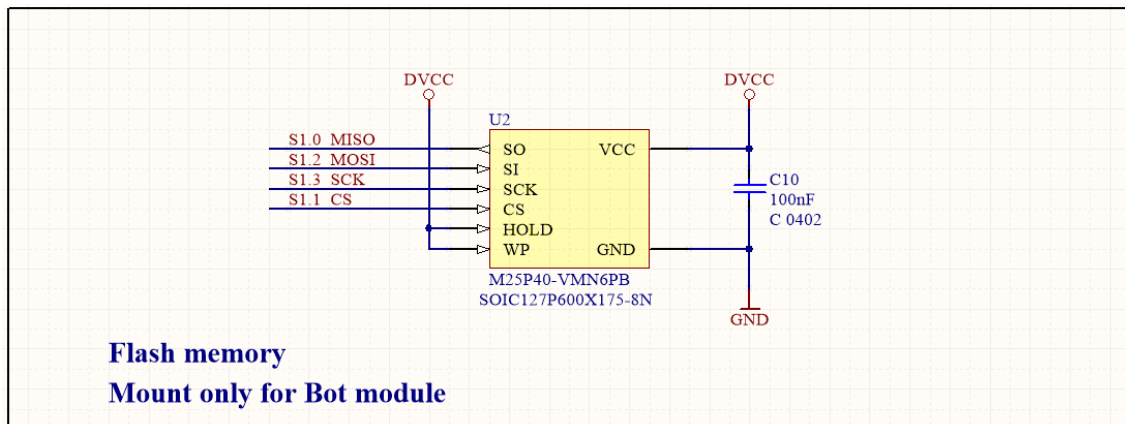 DVCC
DVCC
U2
S1.0 MISO
SO
VCC
S1.2 MOSI
SI
S1.3 SCK
SCK
C10
100nF
S1.1 CS
CS
C 0402
HOLD
WP
GND
M25P40-VMN6PB
SOIC127P600X175-8N
GND
Flash memory
Mount only for Bot module